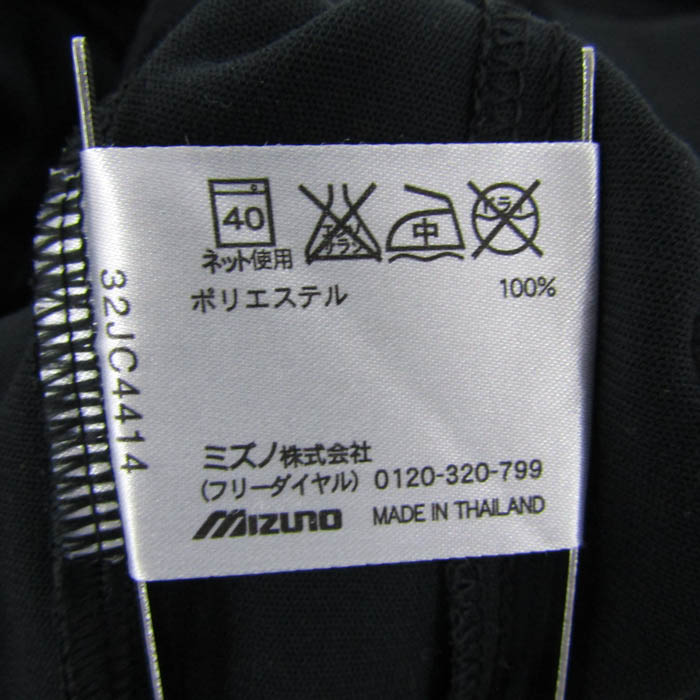 40
ネット使用
エンソ
サラシ
中
ドライ
ポリエステル 100%
32JC4414
ミズノ株式会社
(フリーダイヤル) 0120-320-799
MIZUNO MADE IN THAILAND